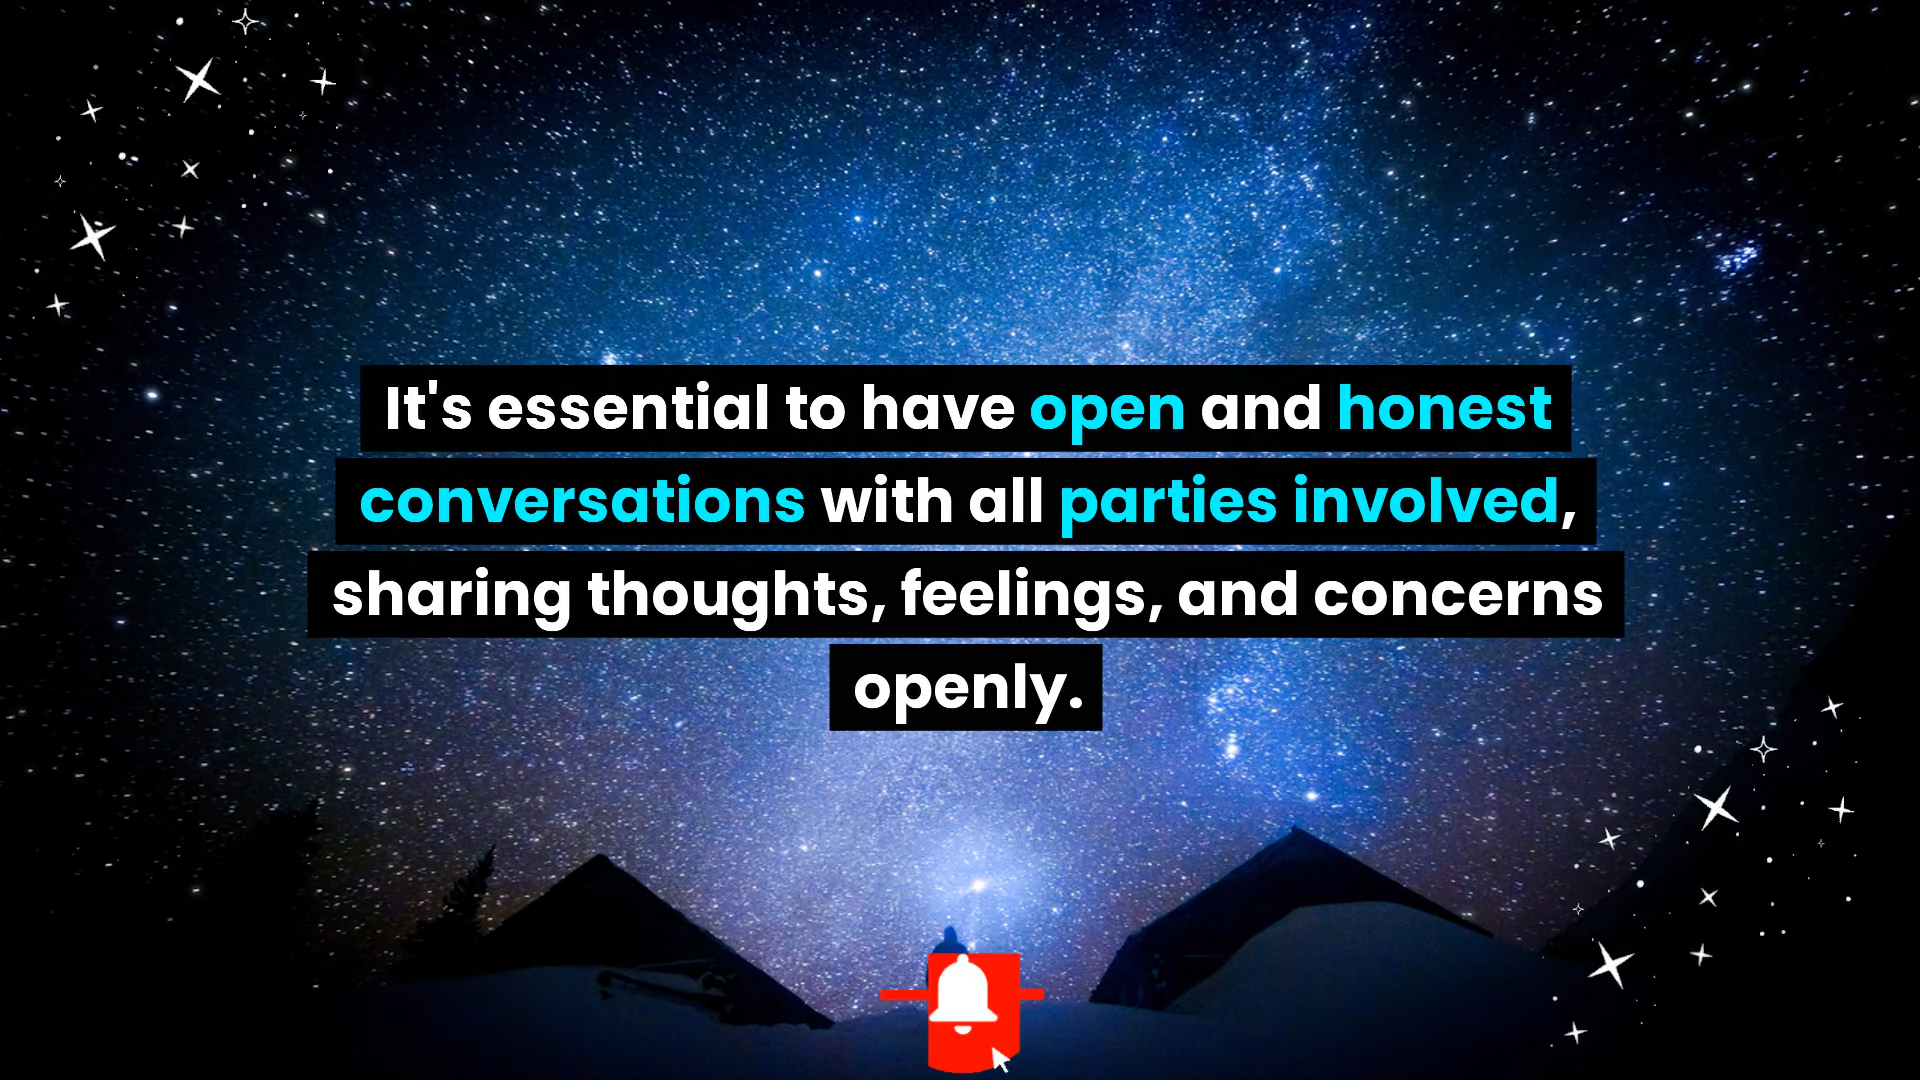 It's essential to have open and honest
conversations with all parties involved,
sharing thoughts, feelings, and concerns
openly.